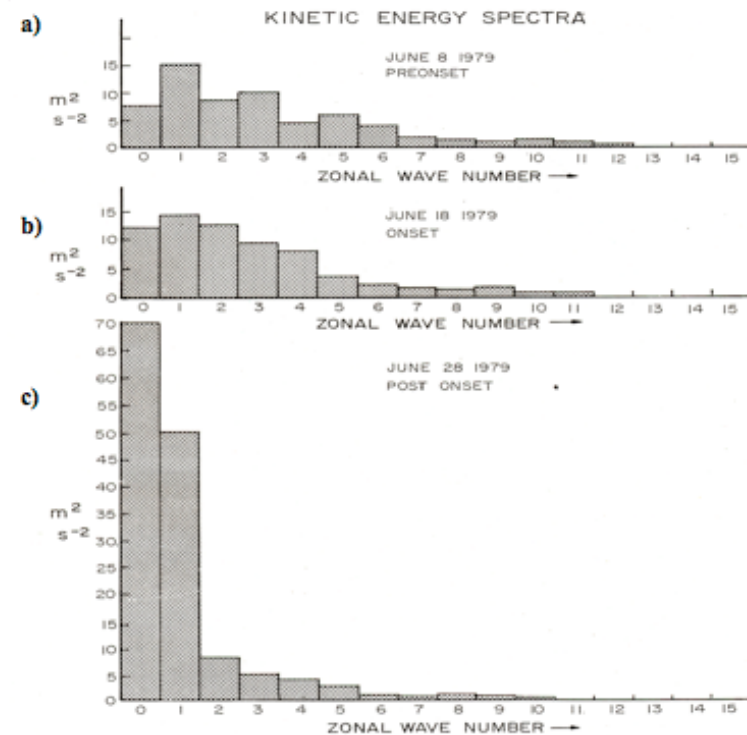 KINETIC ENERGY SPECTRA
a)
JUNE 8 1979
PREONSET
15
10
5
0
m² s⁻²
0 1 2 3 4 5 6 7 8 9 10 11 12 13 14 15
ZONAL WAVE NUMBER →
b)
JUNE 18 1979
ONSET
15
10
5
0
m² s⁻²
0 1 2 3 4 5 6 7 8 9 10 11 12 13 14 15
ZONAL WAVE NUMBER →
70
c)
JUNE 28 1979
POST ONSET
60
55
50
45
40
m² s⁻²
35
30
25
20
15
10
5
0
0 1 2 3 4 5 6 7 8 9 10 11 12 13 14 15
ZONAL WAVE NUMBER →